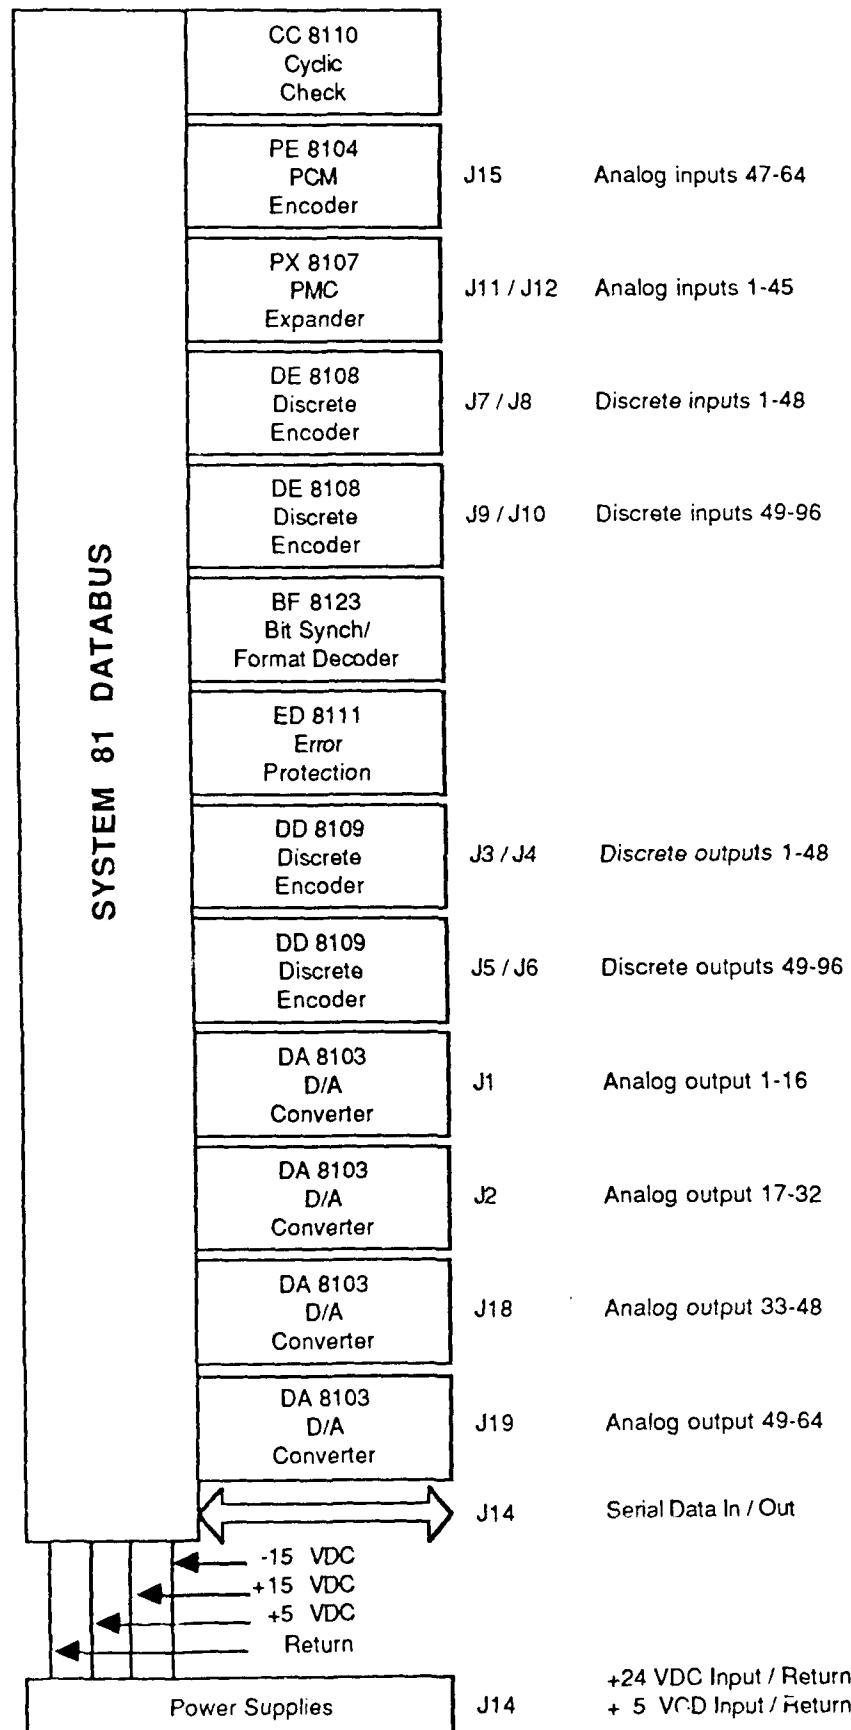 CC 8110
Cyclic
Check
PE 8104
PCM
Encoder
J15 Analog inputs 47-64
PX 8107
PMC
Expander
J11 / J12 Analog inputs 1-45
DE 8108
Discrete
Encoder
J7 / J8 Discrete inputs 1-48
DE 8108
Discrete
Encoder
J9 / J10 Discrete inputs 49-96
SYSTEM 81 DATABUS
BF 8123
Bit Synch/
Format Decoder
ED 8111
Error
Protection
DD 8109
Discrete
Encoder
J3 / J4 Discrete outputs 1-48
DD 8109
Discrete
Encoder
J5 / J6 Discrete outputs 49-96
DA 8103
D/A
Converter
J1 Analog output 1-16
DA 8103
D/A
Converter
J2 Analog output 17-32
DA 8103
D/A
Converter
J18 Analog output 33-48
DA 8103
D/A
Converter
J19 Analog output 49-64
J14 Serial Data In / Out
-15 VDC
+15 VDC
+5 VDC
Return
Power Supplies
J14
+24 VDC Input / Return
+ 5 VCD Input / Return